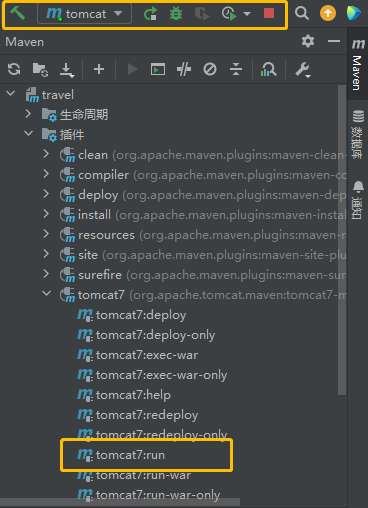 tomcat
Maven
travel
生命周期
插件
clean (org.apache.maven.plugins:maven-clean-
compiler (org.apache.maven.plugins:maven-co
deploy (org.apache.maven.plugins:maven-dep
install (org.apache.maven.plugins:maven-instal
resources (org.apache.maven.plugins:maven-r
site (org.apache.maven.plugins:maven-site-plu
surefire (org.apache.maven.plugins:maven-sur
tomcat7 (org.apache.tomcat.maven:tomcat7-m
tomcat7:deploy
tomcat7:deploy-only
tomcat7:exec-war
tomcat7:exec-war-only
tomcat7:help
tomcat7:redeploy
tomcat7:redeploy-only
tomcat7:run
tomcat7:run-war
tomcat7:run-war-only
Maven
数据库
通知